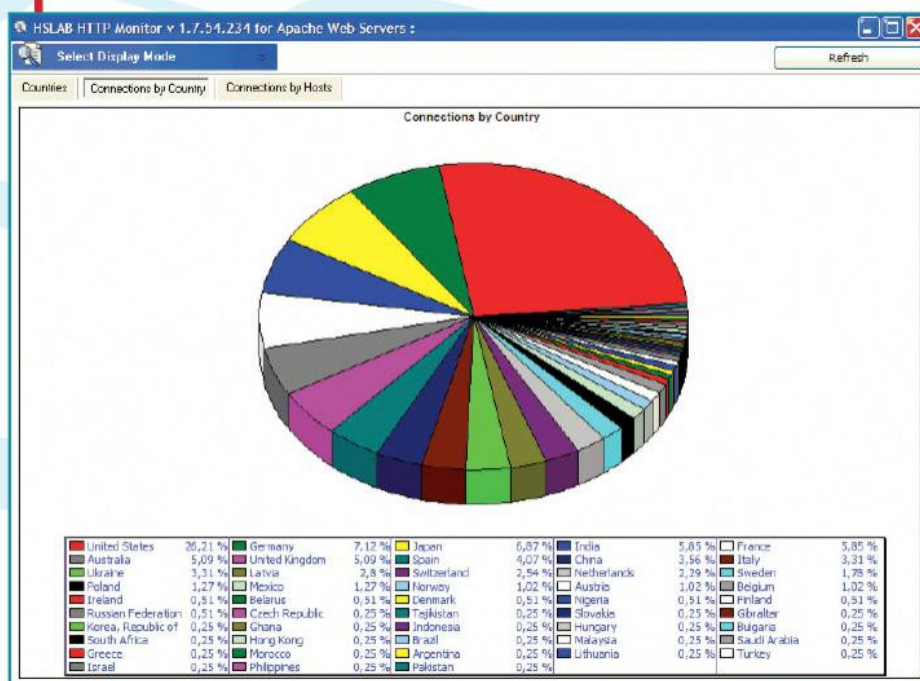 HSLAB HTTP Monitor v 1.7.54.234 for Apache Web Servers :
Select Display Mode
Refresh
Countries Connections by Country Connections by Hosts
Connections by Country
United States 26,21 % Germany 7,12 % Japan 6,87 % India 5,85 % France 5,85 %
Australia 5,09 % United Kingdom 5,09 % Spain 4,07 % China 3,56 % Italy 3,31 %
Ukraine 3,31 % Latvia 2,8 % Switzerland 2,54 % Netherlands 2,29 % Sweden 1,78 %
Poland 1,27 % Mexico 1,27 % Norway 1,02 % Austria 1,02 % Belgium 1,02 %
Ireland 0,51 % Belarus 0,51 % Denmark 0,51 % Nigeria 0,51 % Finland 0,51 %
Russian Federation 0,51 % Czech Republic 0,25 % Tajikistan 0,25 % Slovakia 0,25 % Gibraltar 0,25 %
Korea, Republic of 0,25 % Ghana 0,25 % Indonesia 0,25 % Hungary 0,25 % Bulgaria 0,25 %
South Africa 0,25 % Hong Kong 0,25 % Brazil 0,25 % Malaysia 0,25 % Saudi Arabia 0,25 %
Greece 0,25 % Morocco 0,25 % Argentina 0,25 % Lithuania 0,25 % Turkey 0,25 %
Israel 0,25 % Philippines 0,25 % Pakistan 0,25 %